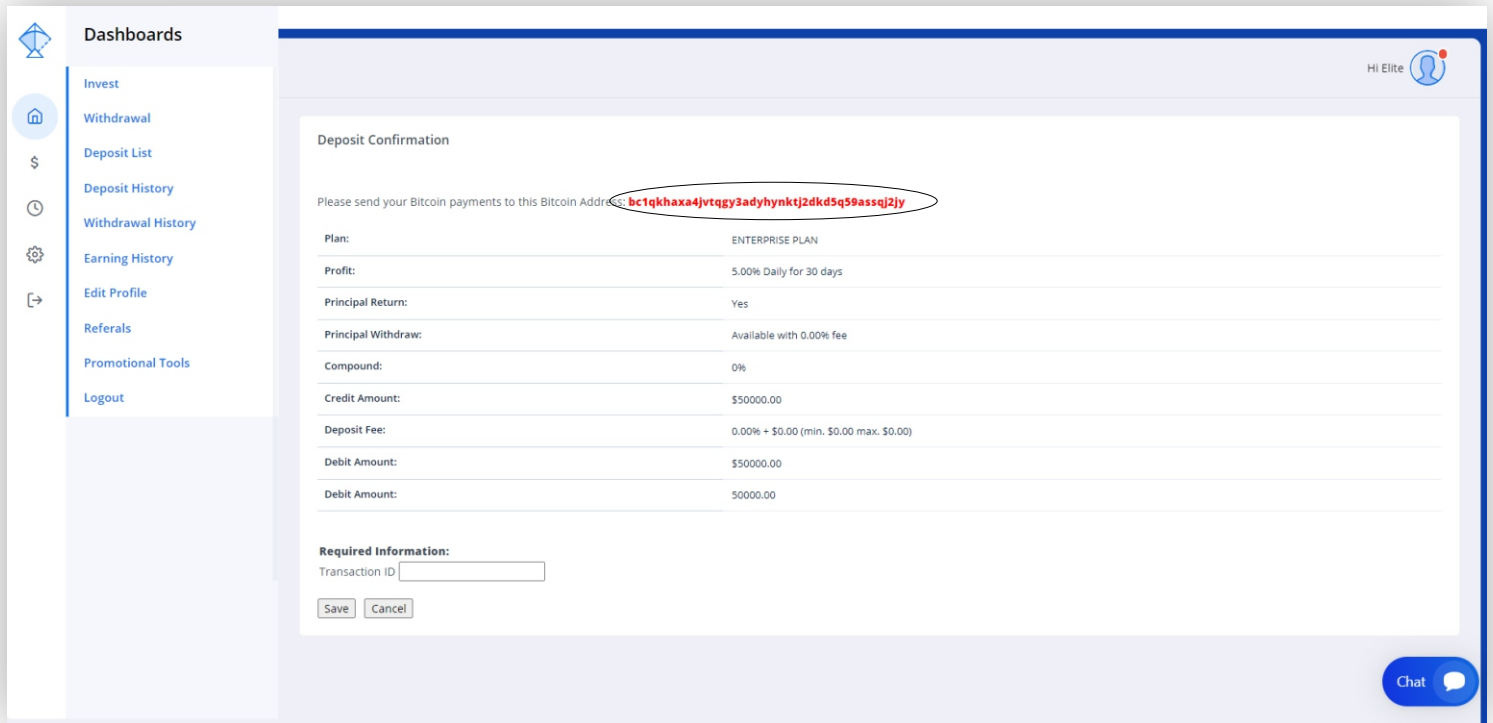 Dashboards
Invest
Withdrawal
Deposit List
Deposit History
Withdrawal History
Earning History
Edit Profile
Referals
Promotional Tools
Logout
Hi Elite
Deposit Confirmation
Please send your Bitcoin payments to this Bitcoin Address: bc1qkhaxa4jvtqgy3adyhynktj2dkd5q59assqj2jy
Plan: ENTERPRISE PLAN
Profit: 5.00% Daily for 30 days
Principal Return: Yes
Principal Withdraw: Available with 0.00% fee
Compound: 0%
Credit Amount: $50000.00
Deposit Fee: 0.00% + $0.00 (min. $0.00 max. $0.00)
Debit Amount: $50000.00
Debit Amount: 50000.00
Required Information:
Transaction ID
Save Cancel
Chat